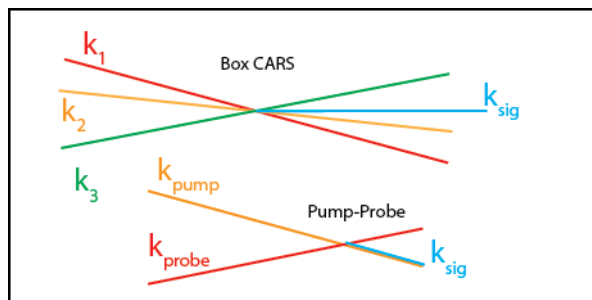 k1
Box CARS
k2
ksig
k3
kpump
Pump-Probe
kprobe
ksig